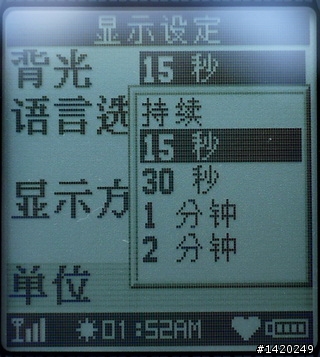 显示设定
背光 15 秒
语言选
持续
15 秒
30 秒
显示方
1 分钟
2 分钟
单位
01:52AM
#1420249